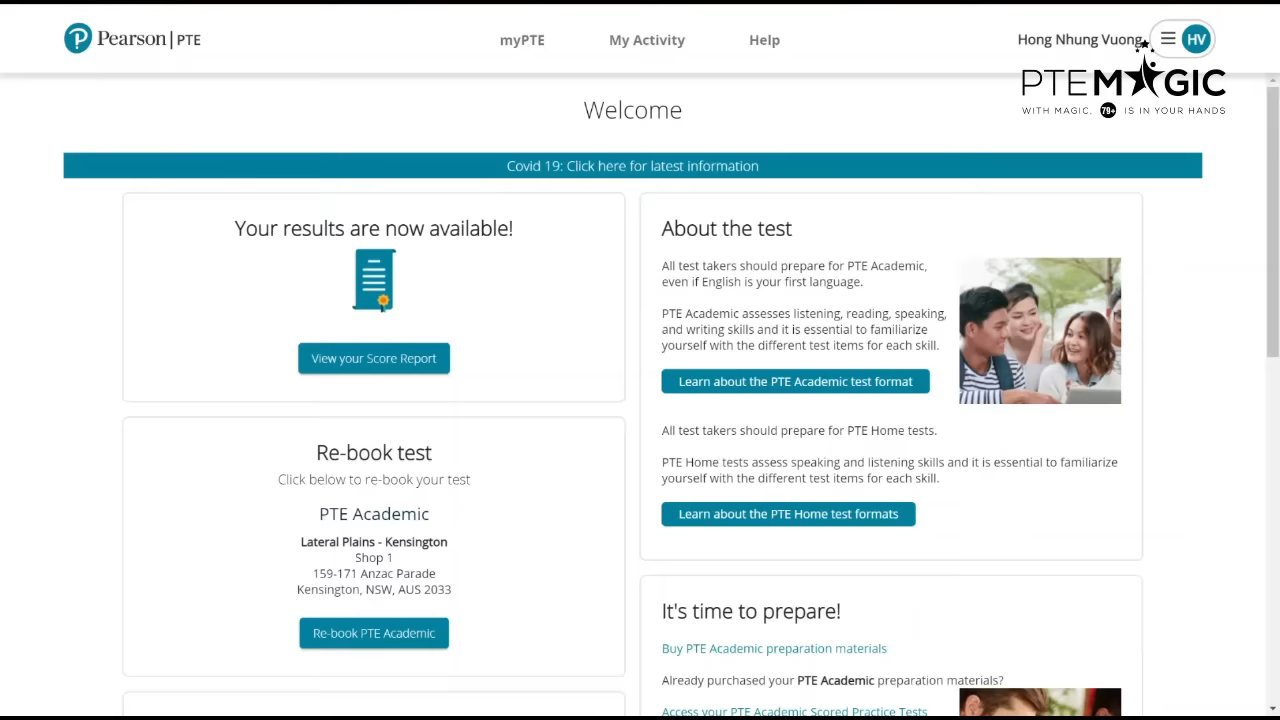 Pearson | PTE
myPTE
My Activity
Help
Hong Nhung Vuong
HV
PTEMAGIC
WITH MAGIC, 79+ IS IN YOUR HANDS
Welcome
Covid 19: Click here for latest information
Your results are now available!
View your Score Report
Re-book test
Click below to re-book your test
PTE Academic
Lateral Plains - Kensington
Shop 1
159-171 Anzac Parade
Kensington, NSW, AUS 2033
Re-book PTE Academic
About the test
All test takers should prepare for PTE Academic,
even if English is your first language.
PTE Academic assesses listening, reading, speaking,
and writing skills and it is essential to familiarize
yourself with the different test items for each skill.
Learn about the PTE Academic test format
All test takers should prepare for PTE Home tests.
PTE Home tests assess speaking and listening skills and it is essential to familiarize
yourself with the different test items for each skill.
Learn about the PTE Home test formats
It's time to prepare!
Buy PTE Academic preparation materials
Already purchased your PTE Academic preparation materials?
Access your PTE Academic Scored Practice Tests